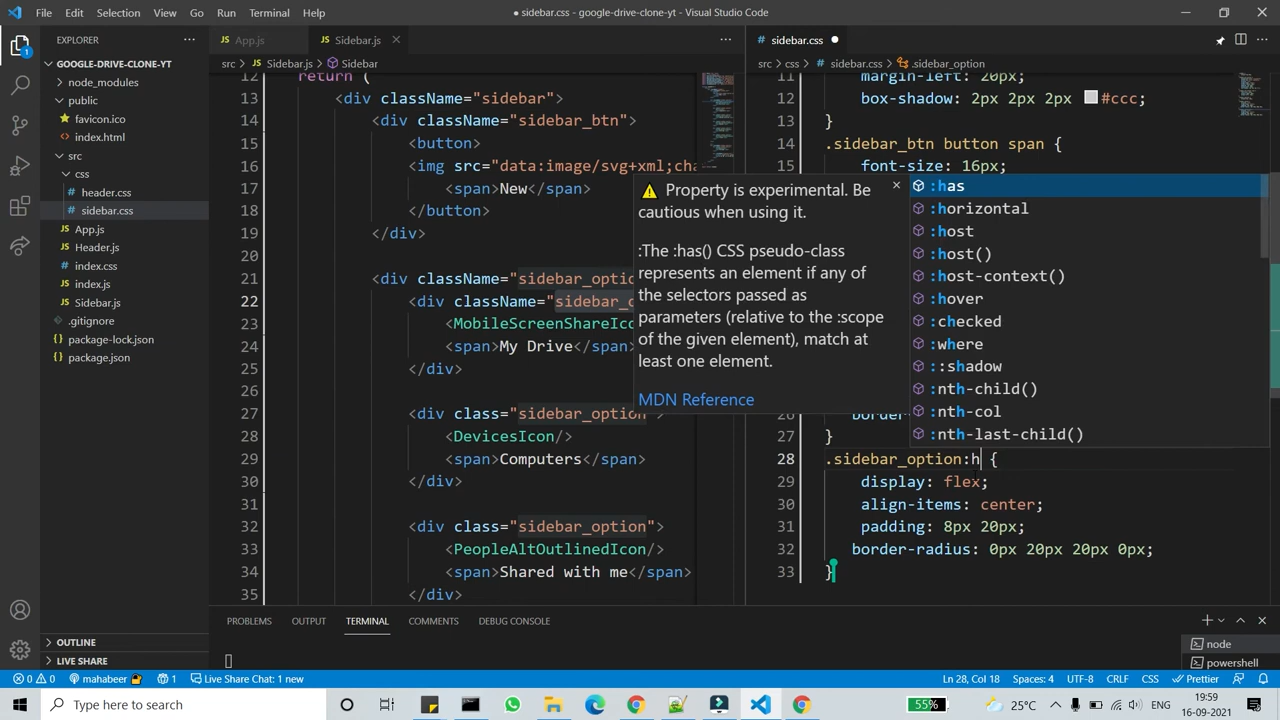 File Edit Selection View Go Run Terminal Help
● sidebar.css - google-drive-clone-yt - Visual Studio Code
EXPLORER ···
GOOGLE-DRIVE-CLONE-YT
node_modules
public
favicon.ico
index.html
src
css
header.css
sidebar.css
App.js
Header.js
index.css
index.js
Sidebar.js
.gitignore
package-lock.json
package.json
OUTLINE
LIVE SHARE
1
App.js
Sidebar.js
src > Sidebar.js > Sidebar
12 return (
13 <div className="sidebar">
14 <div className="sidebar_btn">
15 <button>
16 <img src="data:image/svg+xml;cha
17 <span>New</span>
18 </button>
19 </div>
20
21 <div className="sidebar_optio
22 <div className="sidebar_o
23 <MobileScreenShareIco
24 <span>My Drive</span>
25 </div>
26
27 <div class="sidebar_option">
28 <DevicesIcon/>
29 <span>Computers</span>
30 </div>
31
32 <div class="sidebar_option">
33 <PeopleAltOutlinedIcon/>
34 <span>Shared with me</span>
35 </div>
sidebar.css ●
src > css > sidebar.css > .sidebar_option
11 margin-left: 20px;
12 box-shadow: 2px 2px 2px #ccc;
13 }
14 .sidebar_btn button span {
15 font-size: 16px;
Property is experimental. Be
cautious when using it.
:The :has() CSS pseudo-class
represents an element if any of
the selectors passed as
parameters (relative to the :scope
of the given element), match at
least one element.
MDN Reference
:has
:horizontal
:host
:host()
:host-context()
:hover
:checked
:where
::shadow
:nth-child()
:nth-col
:nth-last-child()
26 border-
27 }
28 .sidebar_option:h {
29 display: flex;
30 align-items: center;
31 padding: 8px 20px;
32 border-radius: 0px 20px 20px 0px;
33 }
PROBLEMS OUTPUT TERMINAL COMMENTS DEBUG CONSOLE
node
powershell
0 0 mahabeer 1 Live Share Chat: 1 new
Ln 28, Col 18 Spaces: 4 UTF-8 CRLF CSS Prettier
Type here to search
55% 25°C ENG 19:59
16-09-2021